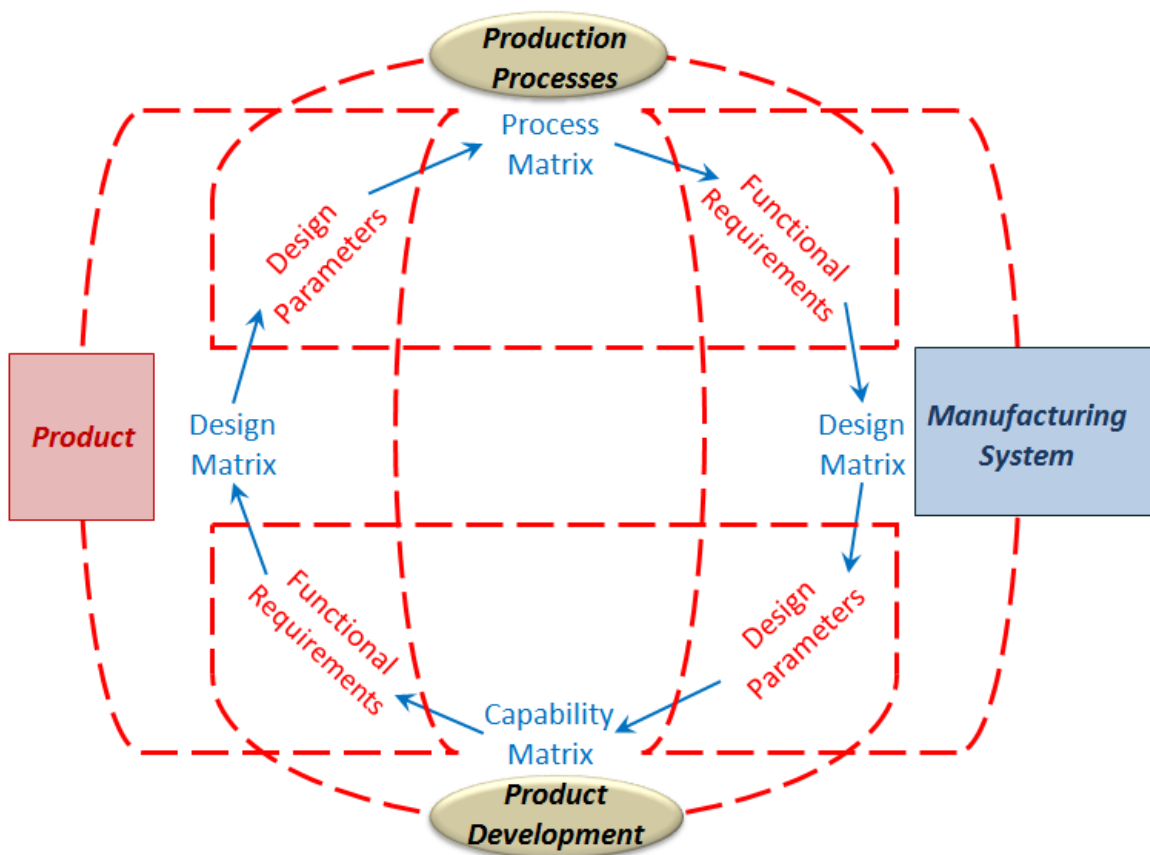 Production
Processes
Process
Matrix
Design
Parameters
Functional
Requirements
Product
Design
Matrix
Design
Matrix
Manufacturing
System
Functional
Requirements
Design
Parameters
Capability
Matrix
Product
Development